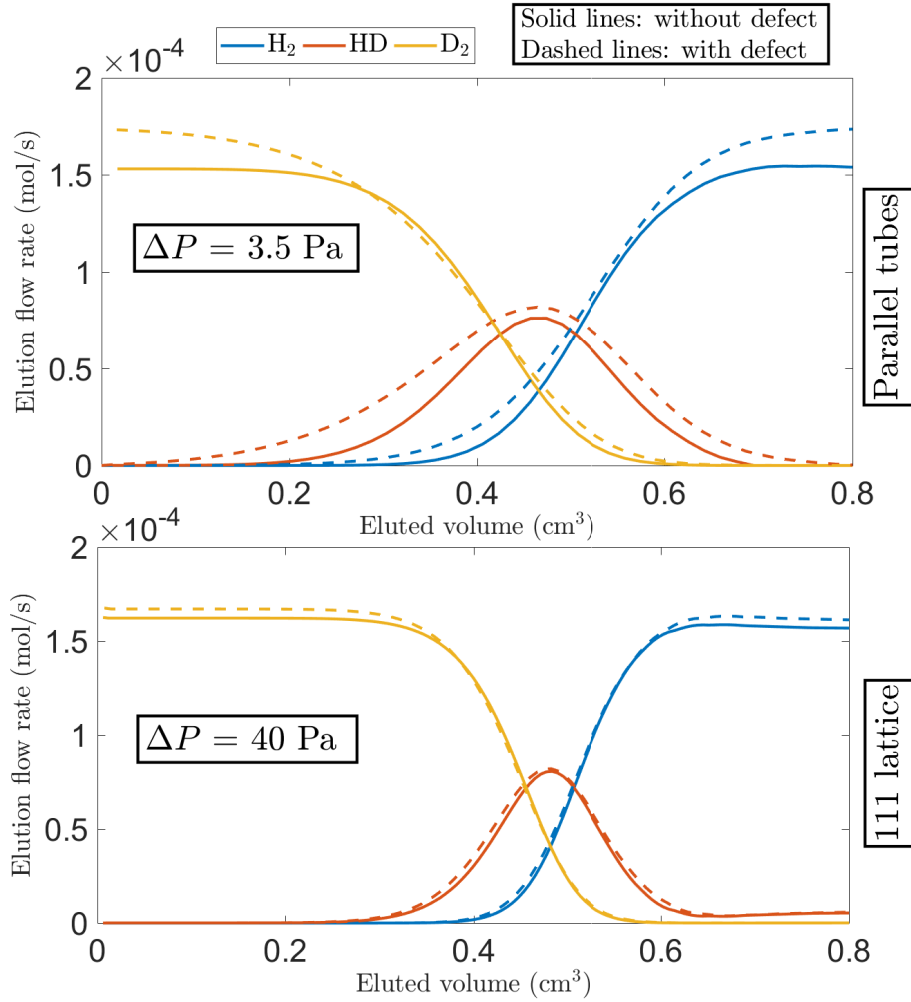 Solid lines: without defect
Dashed lines: with defect
H₂ HD D₂
×10⁻⁴
2
1.5
1
0.5
0
Elution flow rate (mol/s)
ΔP = 3.5 Pa
Parallel tubes
0 0.2 0.4 0.6 0.8
Eluted volume (cm³)
×10⁻⁴
2
1.5
1
0.5
0
Elution flow rate (mol/s)
ΔP = 40 Pa
111 lattice
0 0.2 0.4 0.6 0.8
Eluted volume (cm³)